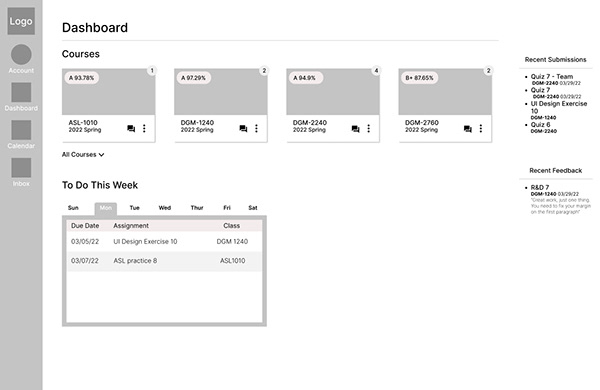 Logo
Account
Dashboard
Calendar
Inbox
Dashboard
Courses
A 93.78%
1
ASL-1010
2022 Spring
A 97.29%
2
DGM-1240
2022 Spring
A 94.9%
4
DGM-2240
2022 Spring
B+ 87.65%
2
DGM-2760
2022 Spring
All Courses
To Do This Week
Sun Mon Tue Wed Thur Fri Sat
Due Date Assignment Class
03/05/22 UI Design Exercise 10 DGM 1240
03/07/22 ASL practice 8 ASL1010
Recent Submissions
Quiz 7 - Team
DGM-2240 03/29/22
Quiz 7
DGM-2240 03/29/22
UI Design Exercise
10
DGM-1240
Quiz 6
DGM-2240
Recent Feedback
R&D 7
DGM-1240 03/29/22
"Great work, just one thing
You need to fix your margin
on the first paragraph"